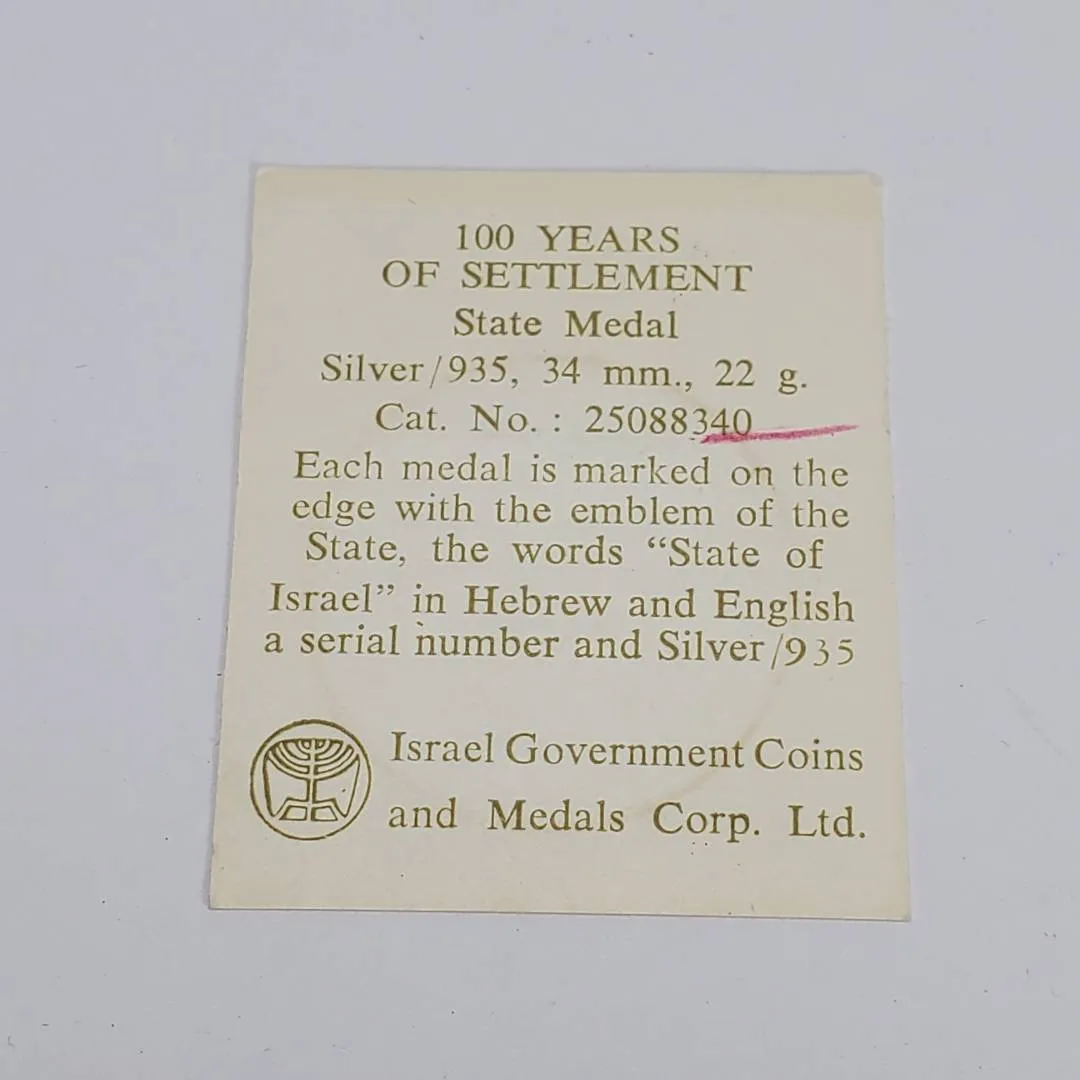 100 YEARS
OF SETTLEMENT
State Medal
Silver/935, 34 mm., 22 g.
Cat. No. : 25088340
Each medal is marked on the
edge with the emblem of the
State, the words “State of
Israel” in Hebrew and English
a serial number and Silver/935
Israel Government Coins
and Medals Corp. Ltd.